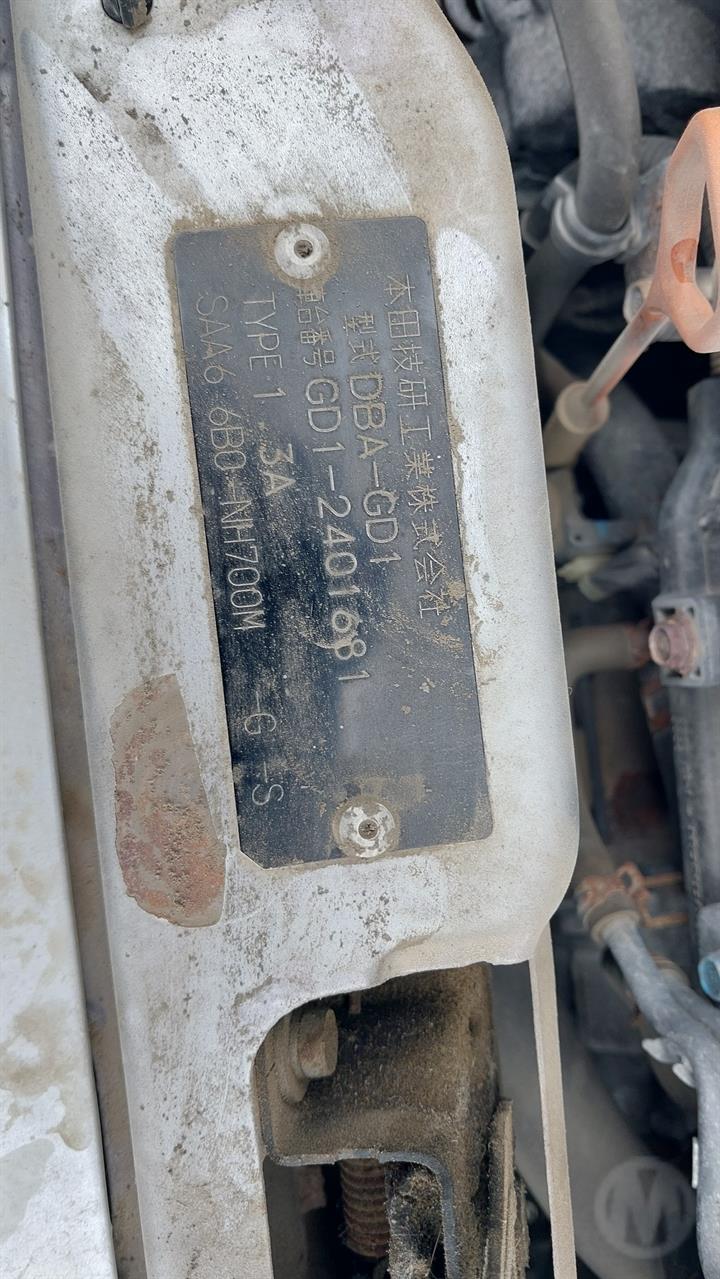 本田技研工業株式会社
型式 DBA-GD1
車台番号 GD1-2401681
TYPE 1 3A
SAA6 6B0 -NH700M -G -S
M